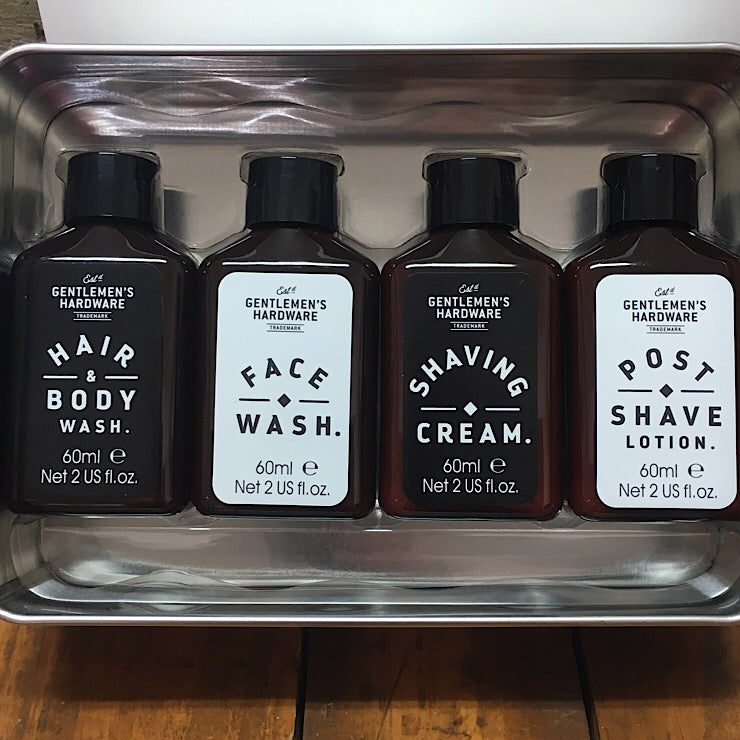 Est d
GENTLEMEN'S
HARDWARE
TRADEMARK
HAIR
&
BODY
WASH.
60ml ℮
Net 2 US fl.oz.
Est d
GENTLEMEN'S
HARDWARE
TRADEMARK
FACE
WASH.
60ml ℮
Net 2 US fl.oz.
Est d
GENTLEMEN'S
HARDWARE
TRADEMARK
SHAVING
CREAM.
60ml ℮
Net 2 US fl.oz.
Est d
GENTLEMEN'S
HARDWARE
TRADEMARK
POST
SHAVE
LOTION.
60ml ℮
Net 2 US fl.oz.